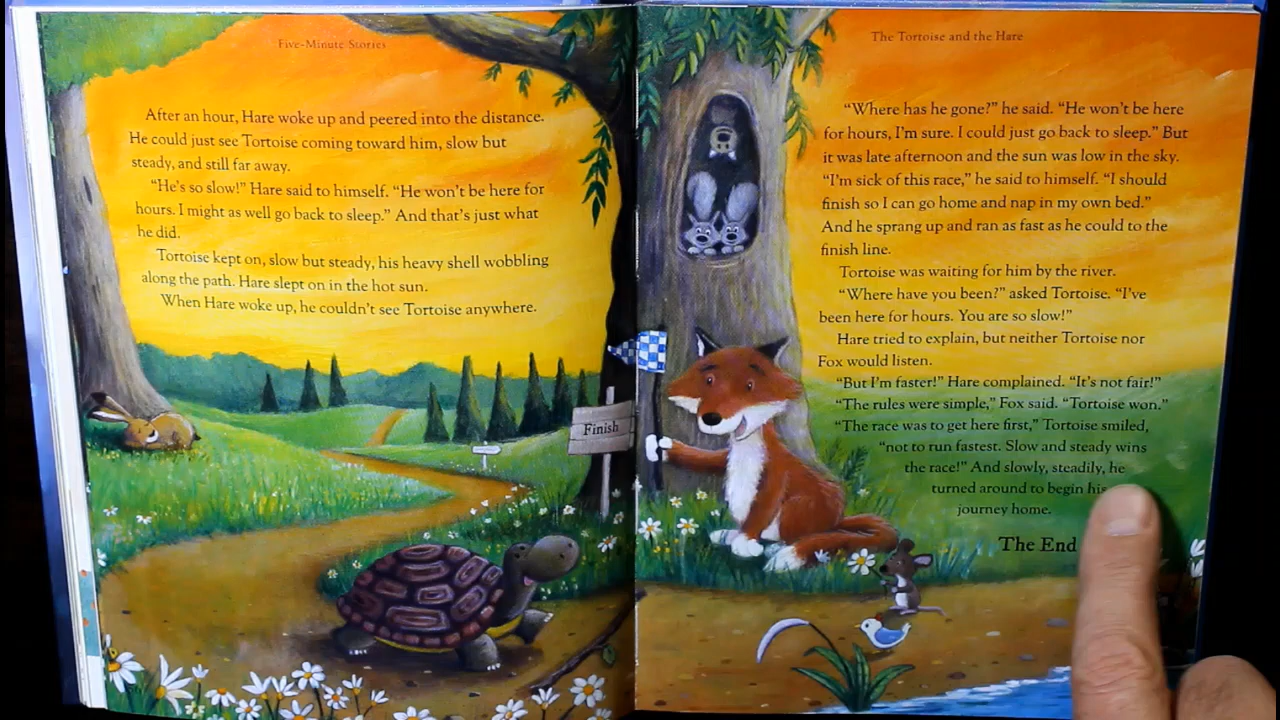 Five-Minute Stories
After an hour, Hare woke up and peered into the distance.
He could just see Tortoise coming toward him, slow but
steady, and still far away.
“He’s so slow!” Hare said to himself. “He won’t be here for
hours. I might as well go back to sleep.” And that’s just what
he did.
Tortoise kept on, slow but steady, his heavy shell wobbling
along the path. Hare slept on in the hot sun.
When Hare woke up, he couldn’t see Tortoise anywhere.
Finish
The Tortoise and the Hare
“Where has he gone?” he said. “He won’t be here
for hours, I’m sure. I could just go back to sleep.” But
it was late afternoon and the sun was low in the sky.
“I’m sick of this race,” he said to himself. “I should
finish so I can go home and nap in my own bed.”
And he sprang up and ran as fast as he could to the
finish line.
Tortoise was waiting for him by the river.
“Where have you been?” asked Tortoise. “I’ve
been here for hours. You are so slow!”
Hare tried to explain, but neither Tortoise nor
Fox would listen.
“But I’m faster!” Hare complained. “It’s not fair!”
“The rules were simple,” Fox said. “Tortoise won.”
“The race was to get here first,” Tortoise smiled,
“not to run fastest. Slow and steady wins
the race!” And slowly, steadily, he
turned around to begin his
journey home.
The End